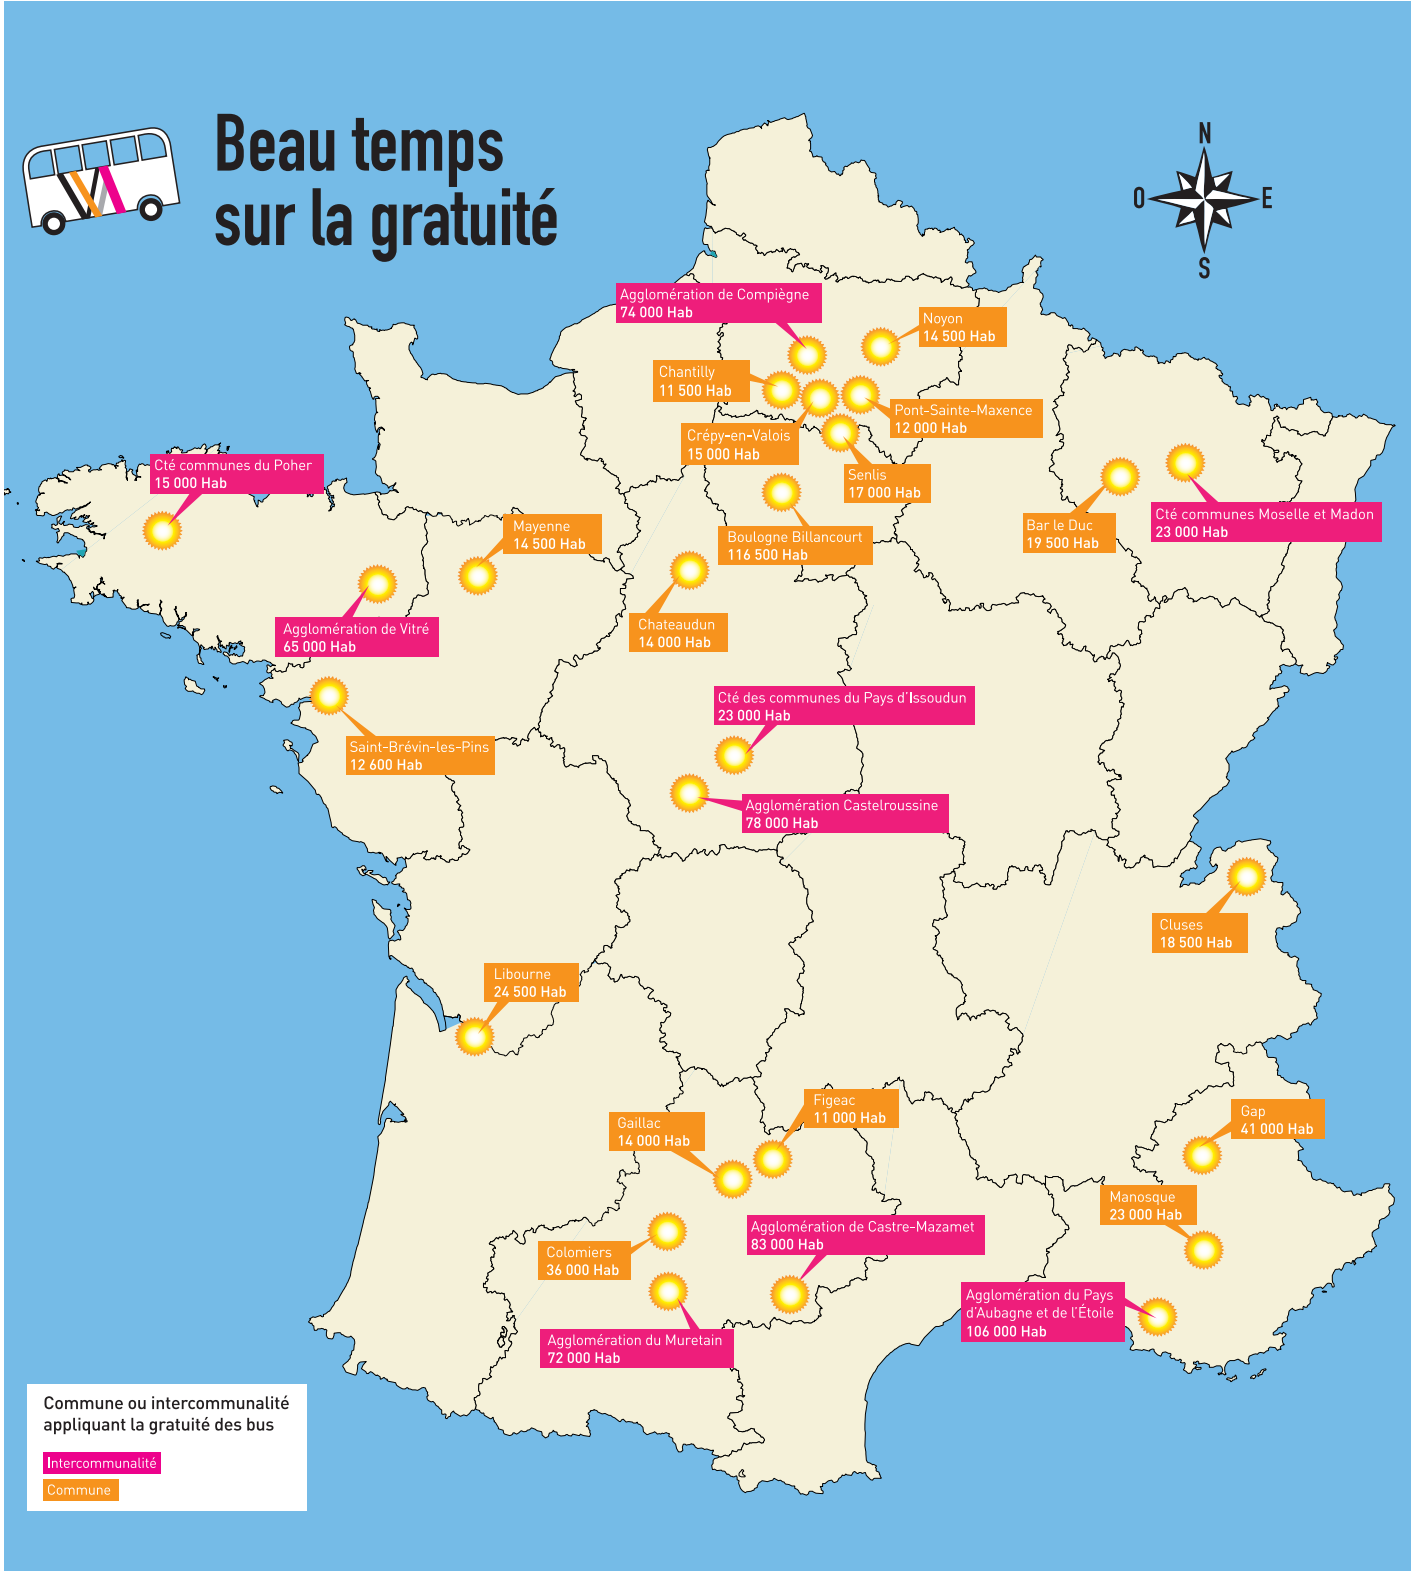 Beau temps
sur la gratuité
N
O
E
S
Agglomération de Compiègne
74 000 Hab
Noyon
14 500 Hab
Chantilly
11 500 Hab
Pont-Sainte-Maxence
12 000 Hab
Crépy-en-Valois
15 000 Hab
Senlis
17 000 Hab
Cté communes du Poher
15 000 Hab
Mayenne
14 500 Hab
Boulogne Billancourt
116 500 Hab
Bar le Duc
19 500 Hab
Cté communes Moselle et Madon
23 000 Hab
Agglomération de Vitré
65 000 Hab
Chateaudun
14 000 Hab
Cté des communes du Pays d'Issoudun
23 000 Hab
Saint-Brévin-les-Pins
12 600 Hab
Agglomération Castelroussine
78 000 Hab
Cluses
18 500 Hab
Libourne
24 500 Hab
Figeac
11 000 Hab
Gaillac
14 000 Hab
Gap
41 000 Hab
Manosque
23 000 Hab
Agglomération de Castre-Mazamet
83 000 Hab
Colomiers
36 000 Hab
Agglomération du Pays
d'Aubagne et de l'Étoile
106 000 Hab
Agglomération du Muretain
72 000 Hab
Commune ou intercommunalité
appliquant la gratuité des bus
Intercommunalité
Commune